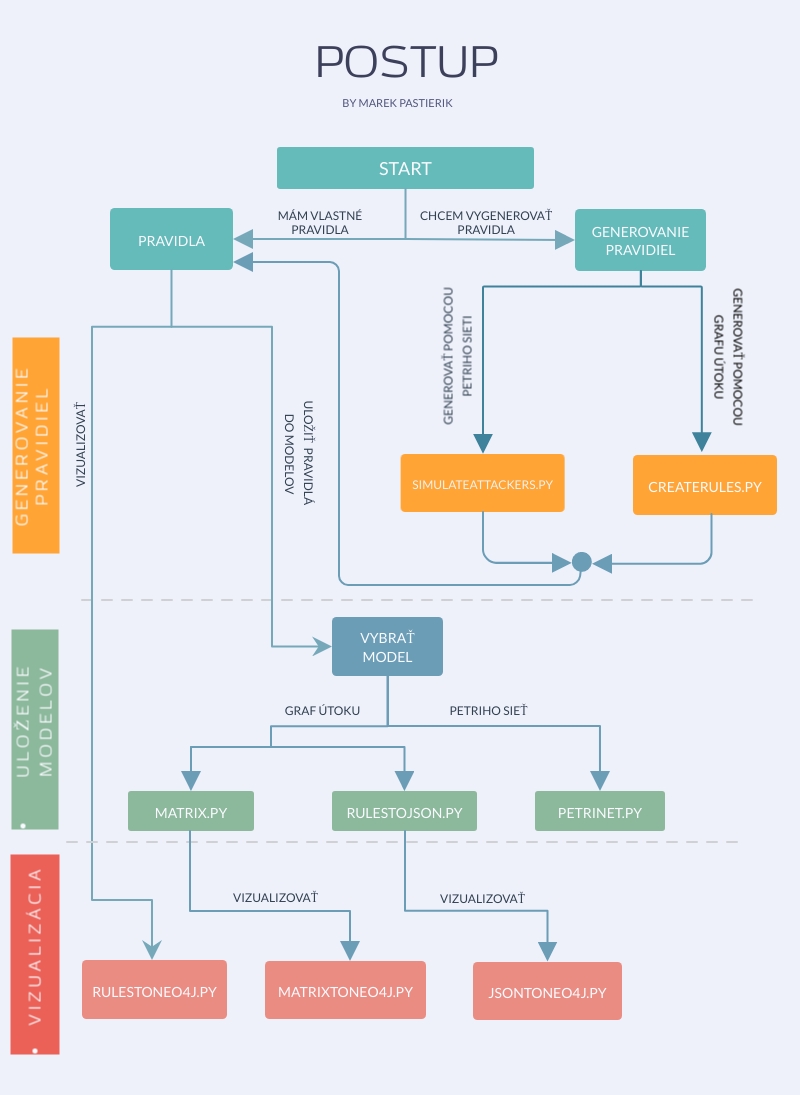 POSTUP
BY MAREK PASTIERIK
START
PRAVIDLA
MÁM VLASTNÉ
PRAVIDLA
CHCEM VYGENEROVAŤ
PRAVIDLA
GENEROVANIE
PRAVIDIEL
GENEROVAŤ POMOCOU
PETRIHO SIETI
GENEROVAŤ POMOCOU
GRAFU ÚTOKU
GENEROVANIE
PRAVIDIEL
VIZUALIZOVAŤ
ULOŽIŤ PRAVIDLÁ
DO MODELOV
SIMULATEATTACKERS.PY
CREATERULES.PY
ULOŽENIE
MODELOV
VYBRAŤ
MODEL
GRAF ÚTOKU
PETRIHO SIEŤ
MATRIX.PY
RULESTOJSON.PY
PETRINET.PY
VIZUALIZÁCIA
VIZUALIZOVAŤ
VIZUALIZOVAŤ
RULESTONEO4J.PY
MATRIXTONEO4J.PY
JSONTONEO4J.PY